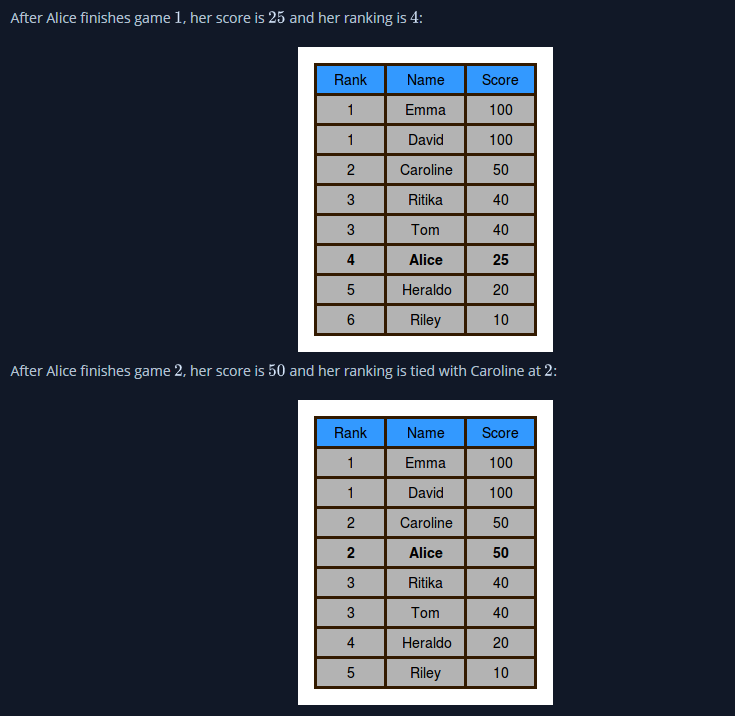 After Alice finishes game 1, her score is 25 and her ranking is 4:
Rank Name Score
1 Emma 100
1 David 100
2 Caroline 50
3 Ritika 40
3 Tom 40
4 Alice 25
5 Heraldo 20
6 Riley 10
After Alice finishes game 2, her score is 50 and her ranking is tied with Caroline at 2:
Rank Name Score
1 Emma 100
1 David 100
2 Caroline 50
2 Alice 50
3 Ritika 40
3 Tom 40
4 Heraldo 20
5 Riley 10